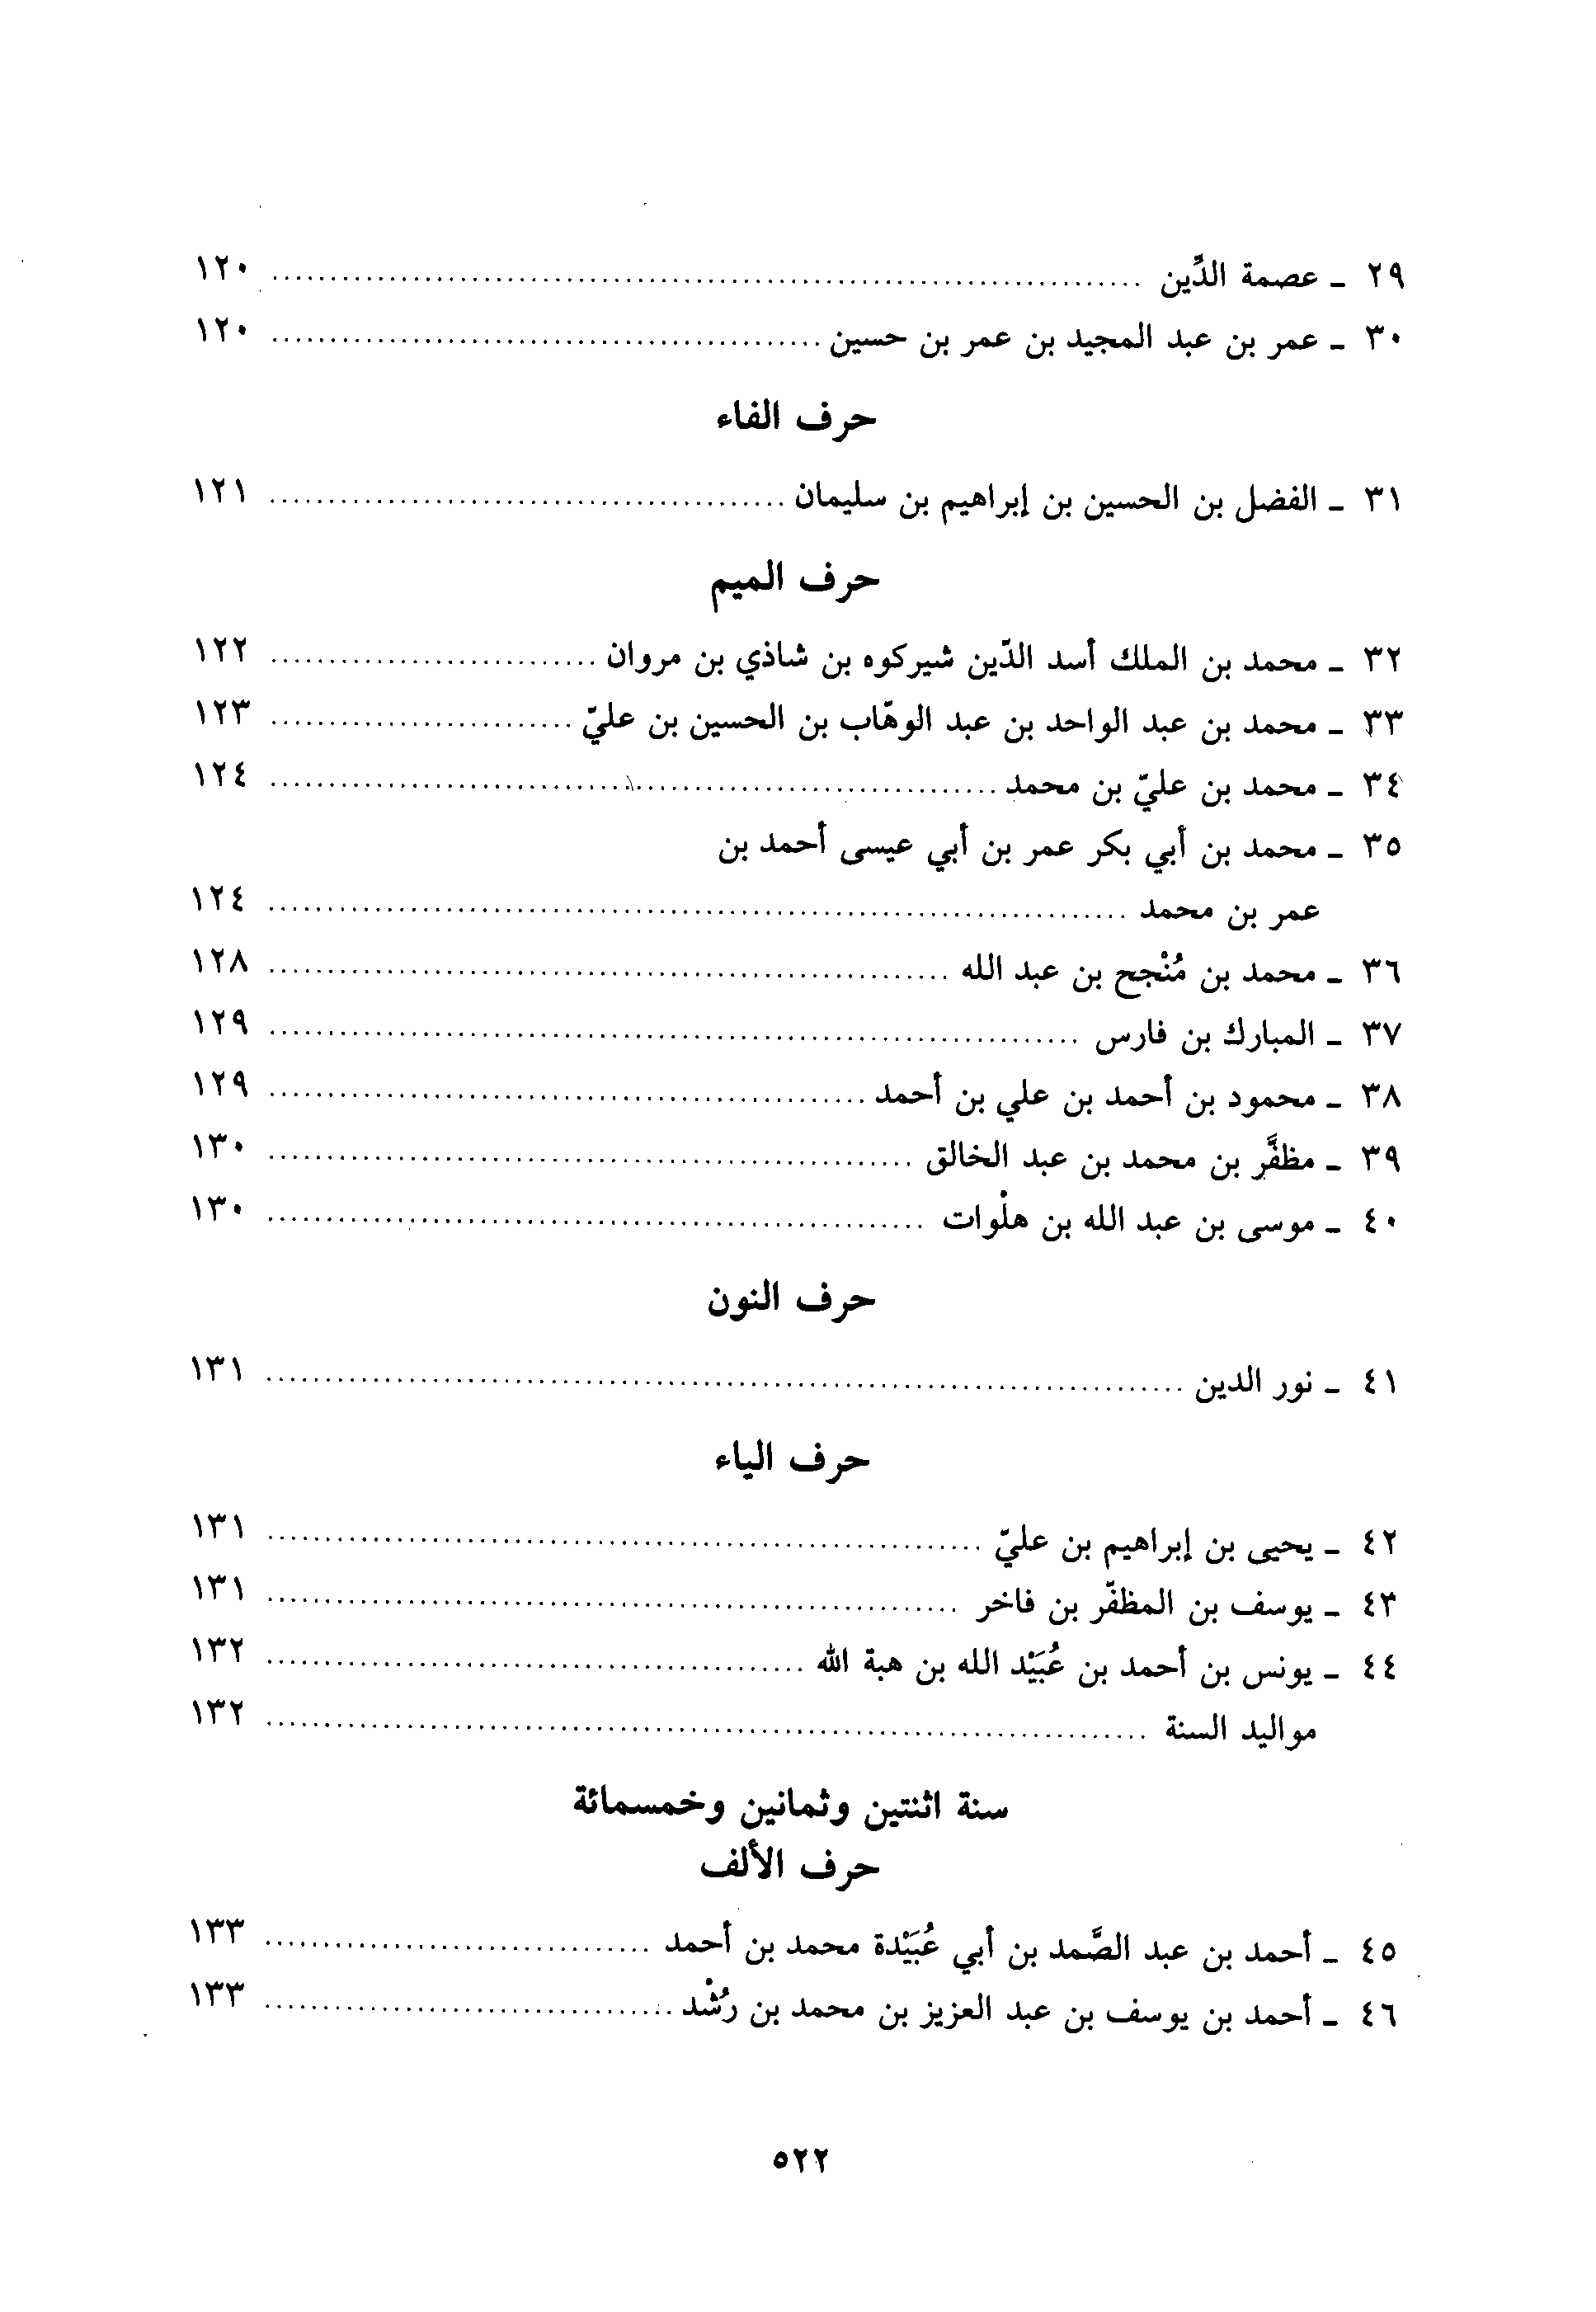 ٢٩ - عصمة الدِّين ........ ١٢٠
٣٠ - عمر بن عبد المجيد بن عمر بن حسين ........ ١٢٠
حرف الفاء
٣١ - الفضل بن الحسين بن إبراهيم بن سليمان ........ ١٢١
حرف الميم
٣٢ - محمد بن الملك أسد الدّين شيركوه بن شاذي بن مروان ........ ١٢٢
٣٣ - محمد بن عبد الواحد بن عبد الوهّاب بن الحسين بن عليّ ........ ١٢٣
٣٤ - محمد بن عليّ بن محمد ........ ١٢٤
٣٥ - محمد بن أبي بكر عمر بن أبي عيسى أحمد بن
عمر بن محمد ........ ١٢٤
٣٦ - محمد بن مُنْجح بن عبد الله ........ ١٢٨
٣٧ - المبارك بن فارس ........ ١٢٩
٣٨ - محمود بن أحمد بن علي بن أحمد ........ ١٢٩
٣٩ - مظفَّر بن محمد بن عبد الخالق ........ ١٣٠
٤٠ - موسى بن عبد الله بن هلْوات ........ ١٣٠
حرف النون
٤١ - نور الدين ........ ١٣١
حرف الياء
٤٢ - يحيى بن إبراهيم بن عليّ ........ ١٣١
٤٣ - يوسف بن المظفّر بن فاخر ........ ١٣١
٤٤ - يونس بن أحمد بن عُبَيْد الله بن هبة الله ........ ١٣٢
مواليد السنة ........ ١٣٢
سنة اثنتين وثمانين وخمسمائة
حرف الألف
٤٥ - أحمد بن عبد الصَّمد بن أبي عُبَيْدة محمد بن أحمد ........ ١٣٣
٤٦ - أحمد بن يوسف بن عبد العزيز بن محمد بن رُشْد ........ ١٣٣
٥٢٢